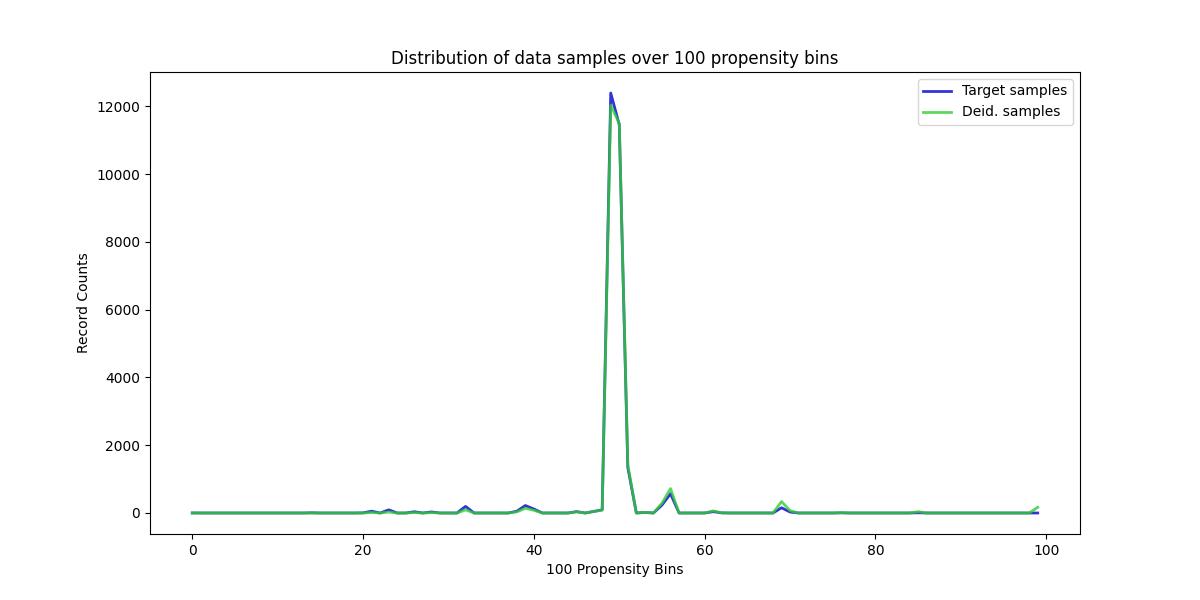 Distribution of data samples over 100 propensity bins
Target samples
Deid. samples
12000
10000
8000
6000
4000
2000
0
Record Counts
0 20 40 60 80 100
100 Propensity Bins